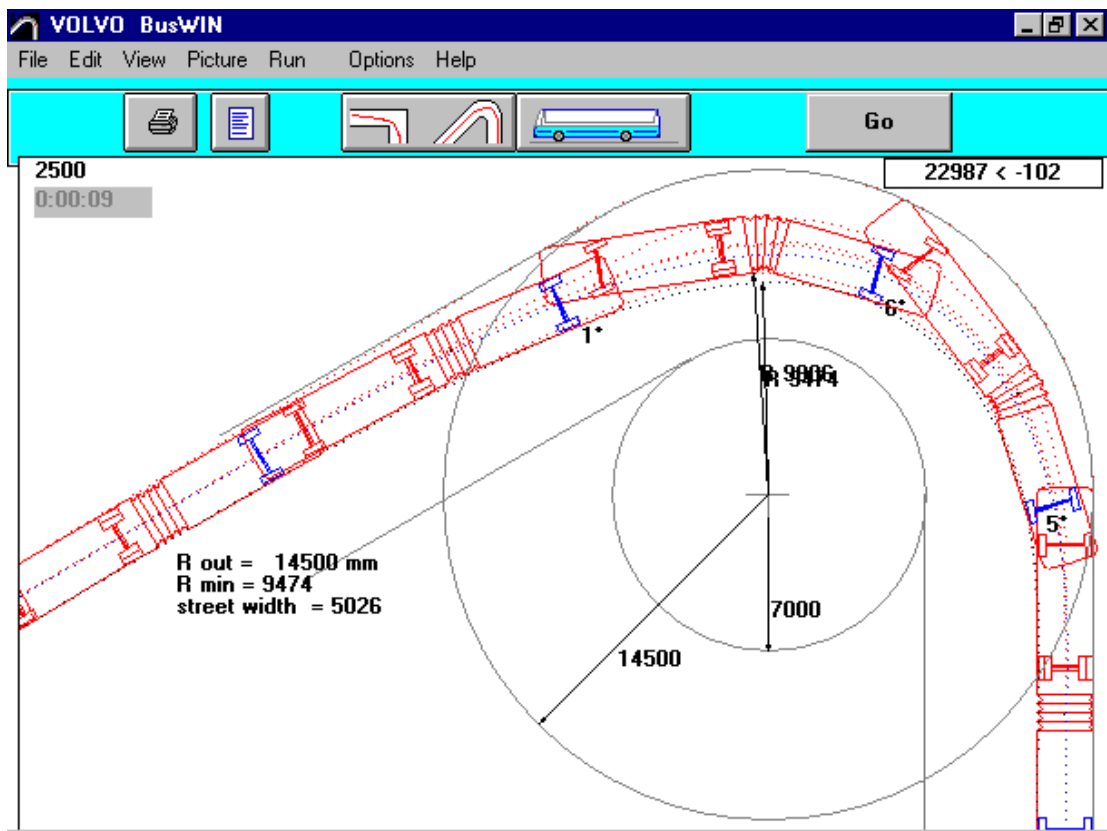 VOLVO BusWIN
File Edit View Picture Run Options Help
Go
2500
22987 < -102
0:00:09
6°
1°
R 9474
5°
R out = 14500 mm
R min = 9474
street width = 5026
7000
14500